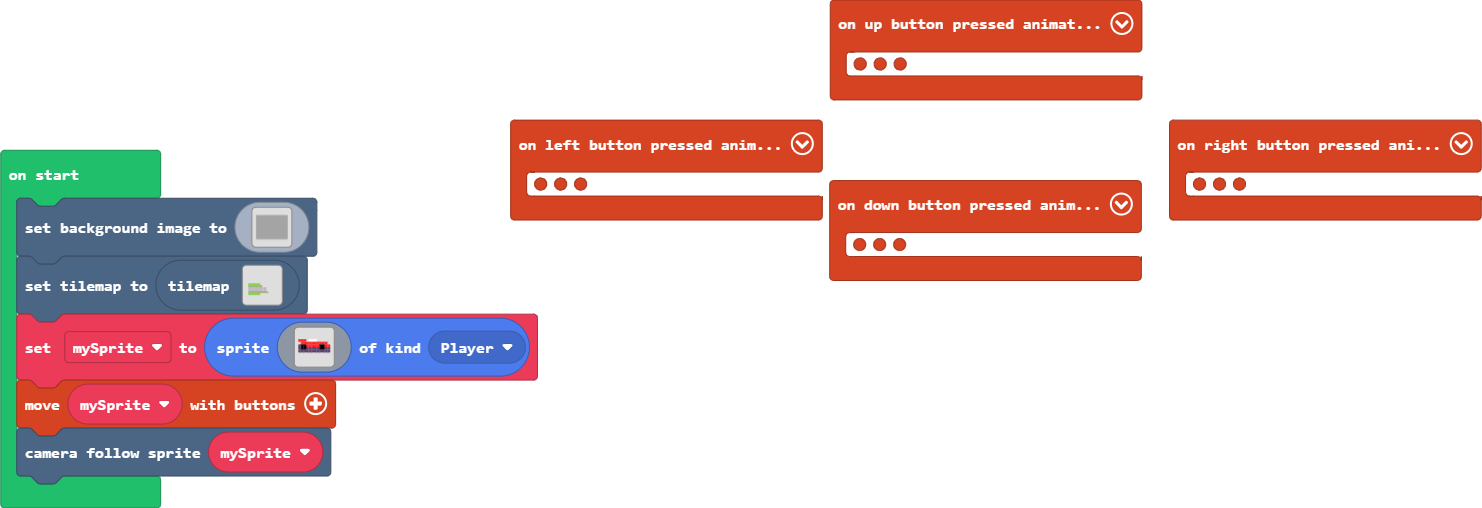 on start
set background image to
set tilemap to tilemap
set mySprite to sprite of kind Player
move mySprite with buttons
camera follow sprite mySprite
on left button pressed anim...
on up button pressed animat...
on down button pressed anim...
on right button pressed ani...